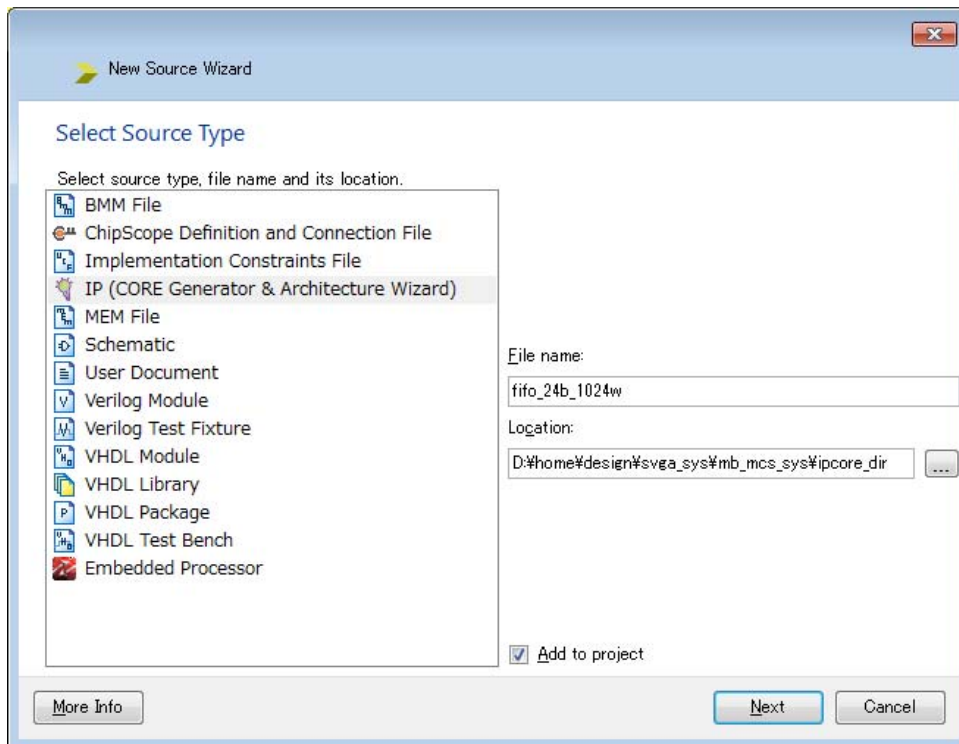 New Source Wizard
Select Source Type
Select source type, file name and its location.
BMM File
ChipScope Definition and Connection File
Implementation Constraints File
IP (CORE Generator & Architecture Wizard)
MEM File
Schematic
User Document
Verilog Module
Verilog Test Fixture
VHDL Module
VHDL Library
VHDL Package
VHDL Test Bench
Embedded Processor
File name:
fifo_24b_1024w
Location:
D:¥home¥design¥svga_sys¥mb_mcs_sys¥ipcore_dir
...
Add to project
More Info
Next
Cancel